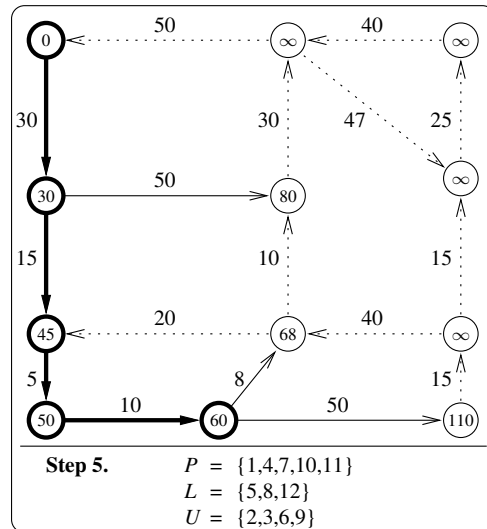 50 40
0 ∞ ∞
30 30 47 25
∞
50
30 80
15 10 15
20 40
45 68 ∞
5 8 15
10 50
50 60 110
Step 5. P = {1,4,7,10,11}
L = {5,8,12}
U = {2,3,6,9}